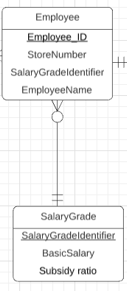 Employee
Employee_ID
StoreNumber
SalaryGradeIdentifier
EmployeeName
SalaryGrade
SalaryGradeIdentifier
BasicSalary
Subsidy ratio